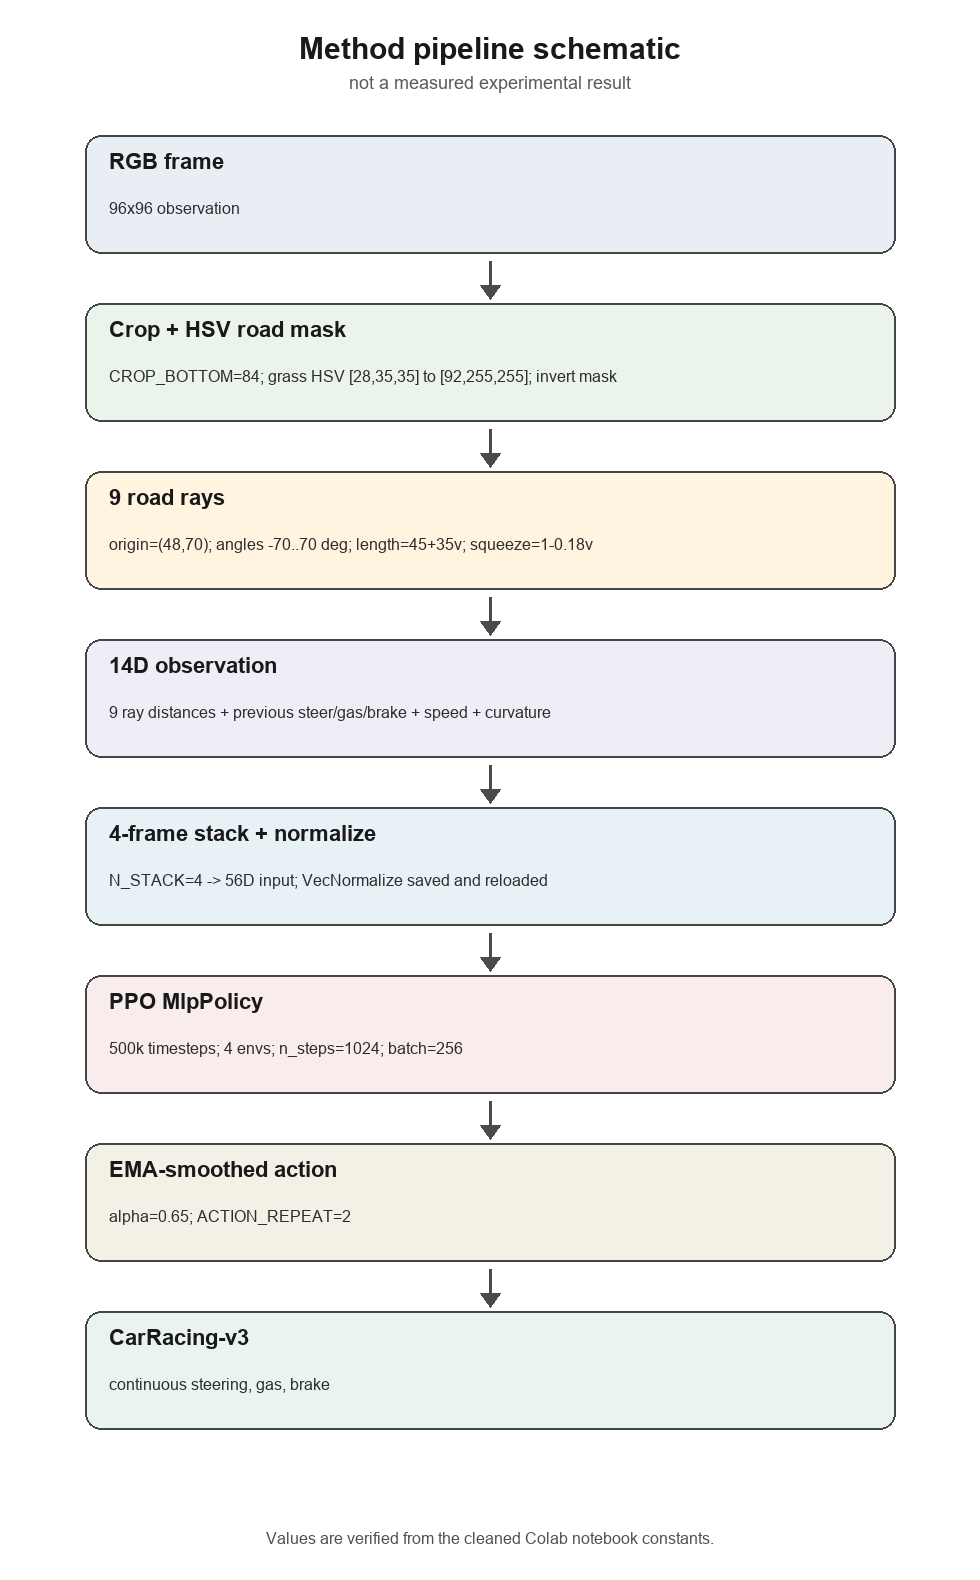 Method pipeline schematic
not a measured experimental result
RGB frame
96x96 observation
Crop + HSV road mask
CROP_BOTTOM=84; grass HSV [28,35,35] to [92,255,255]; invert mask
9 road rays
origin=(48,70); angles -70..70 deg; length=45+35v; squeeze=1-0.18v
14D observation
9 ray distances + previous steer/gas/brake + speed + curvature
4-frame stack + normalize
N_STACK=4 -> 56D input; VecNormalize saved and reloaded
PPO MlpPolicy
500k timesteps; 4 envs; n_steps=1024; batch=256
EMA-smoothed action
alpha=0.65; ACTION_REPEAT=2
CarRacing-v3
continuous steering, gas, brake
Values are verified from the cleaned Colab notebook constants.